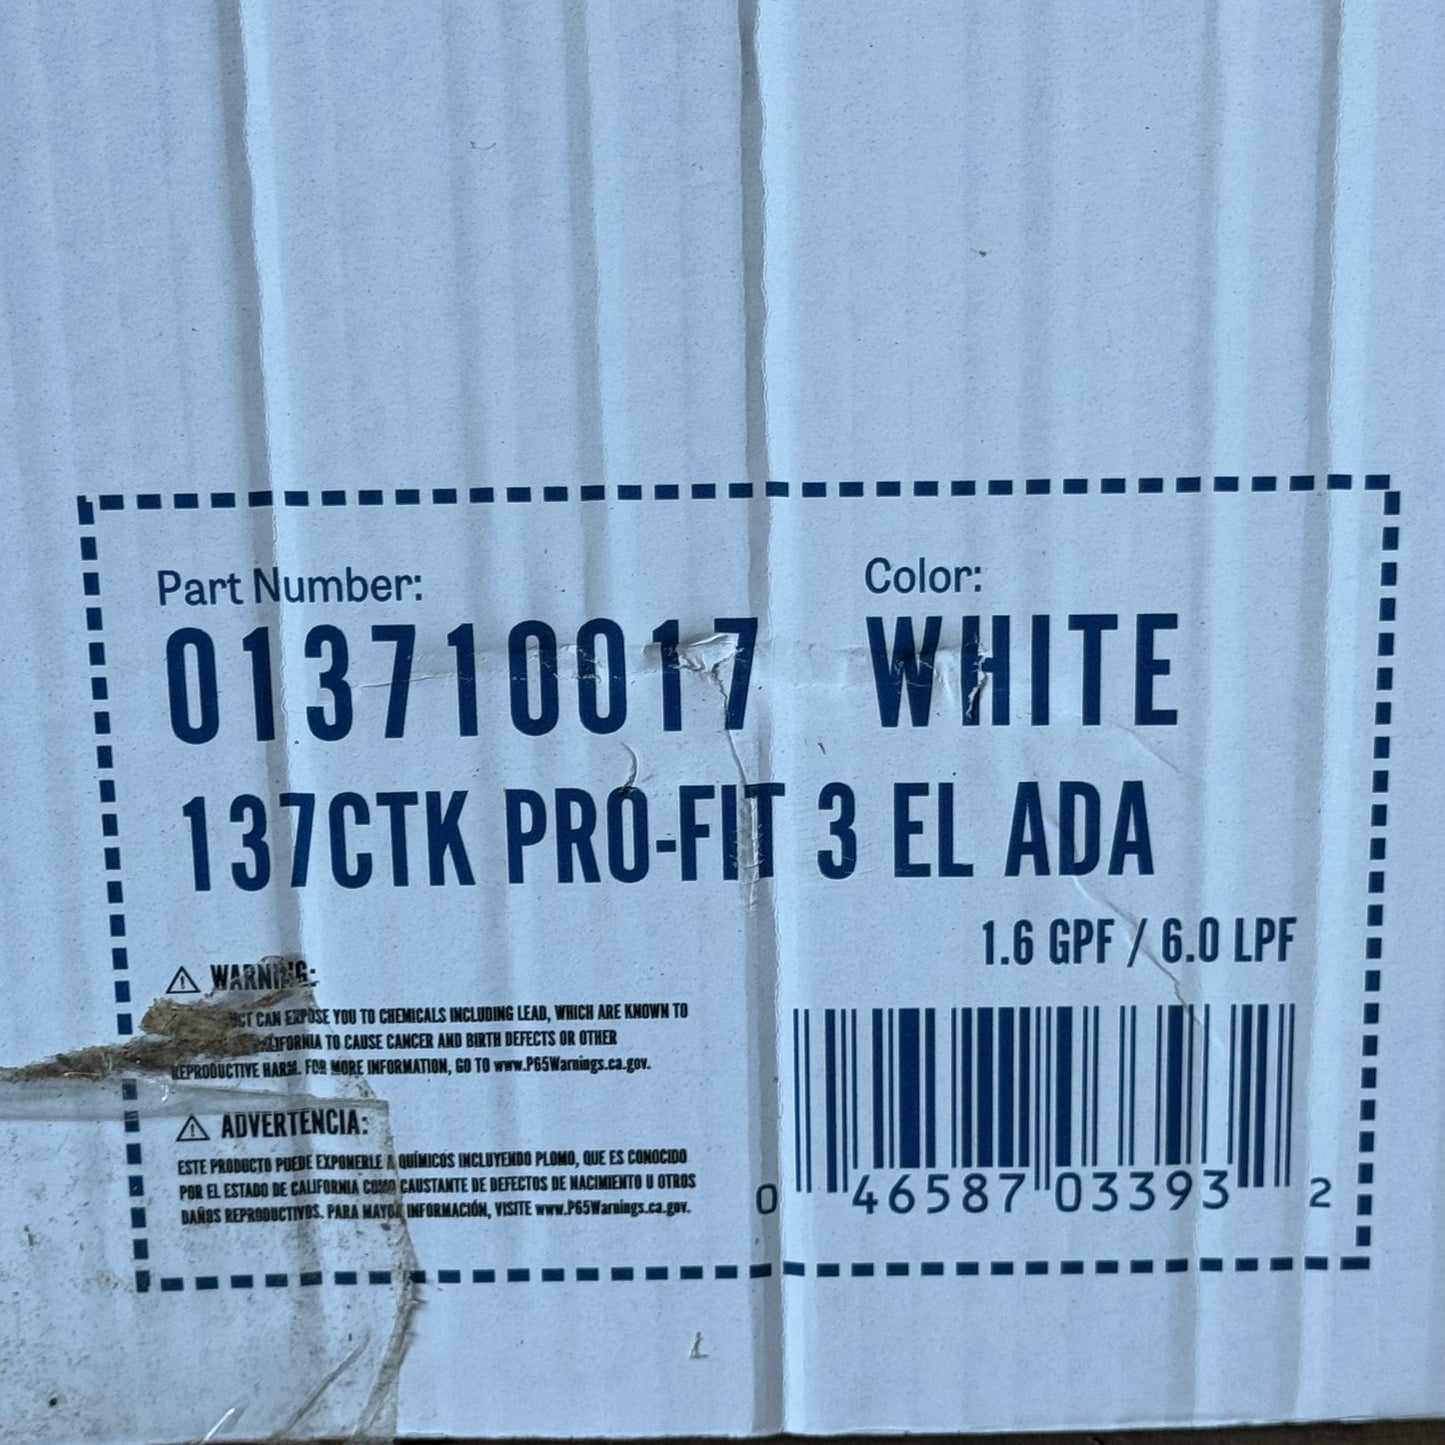 Part Number:
013710017
Color:
WHITE
137CTK PRO-FIT 3 EL ADA
1.6 GPF / 6.0 LPF
WARNING:
CAN EXPOSE YOU TO CHEMICALS INCLUDING LEAD, WHICH ARE KNOWN TO
TO CAUSE CANCER AND BIRTH DEFECTS OR OTHER
REPRODUCTIVE HARM. FOR MORE INFORMATION, GO TO www.P65Warnings.ca.gov.
ADVERTENCIA:
ESTE PRODUCTO PUEDE EXPONERLE A QUÍMICOS INCLUYENDO PLOMO, QUE ES CONOCIDO
POR EL ESTADO DE CALIFORNIA COMO CAUSTANTE DE DEFECTOS DE NACIMIENTO U OTROS
DAÑOS REPRODUCTIVOS. PARA MAYOR INFORMACIÓN, VISITE www.P65Warnings.ca.gov.
0 46587 03393 2